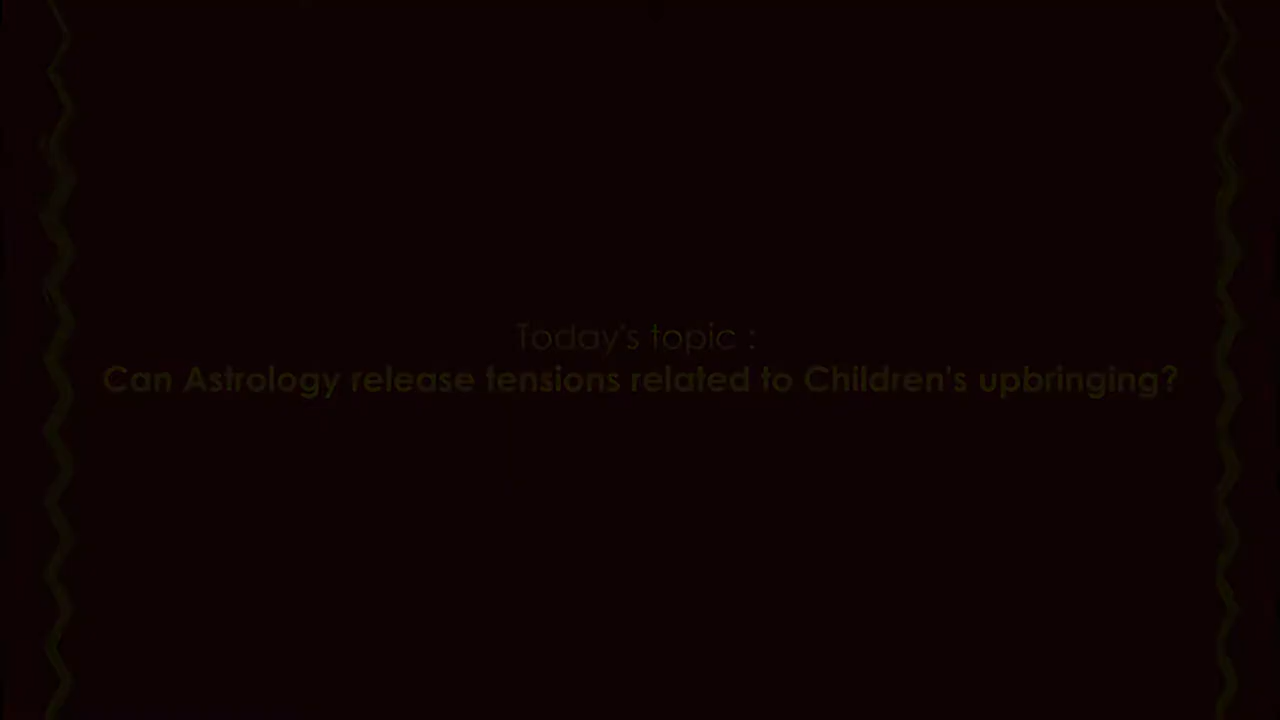 Today's topic :
Can Astrology release tensions related to Children's upbringing?